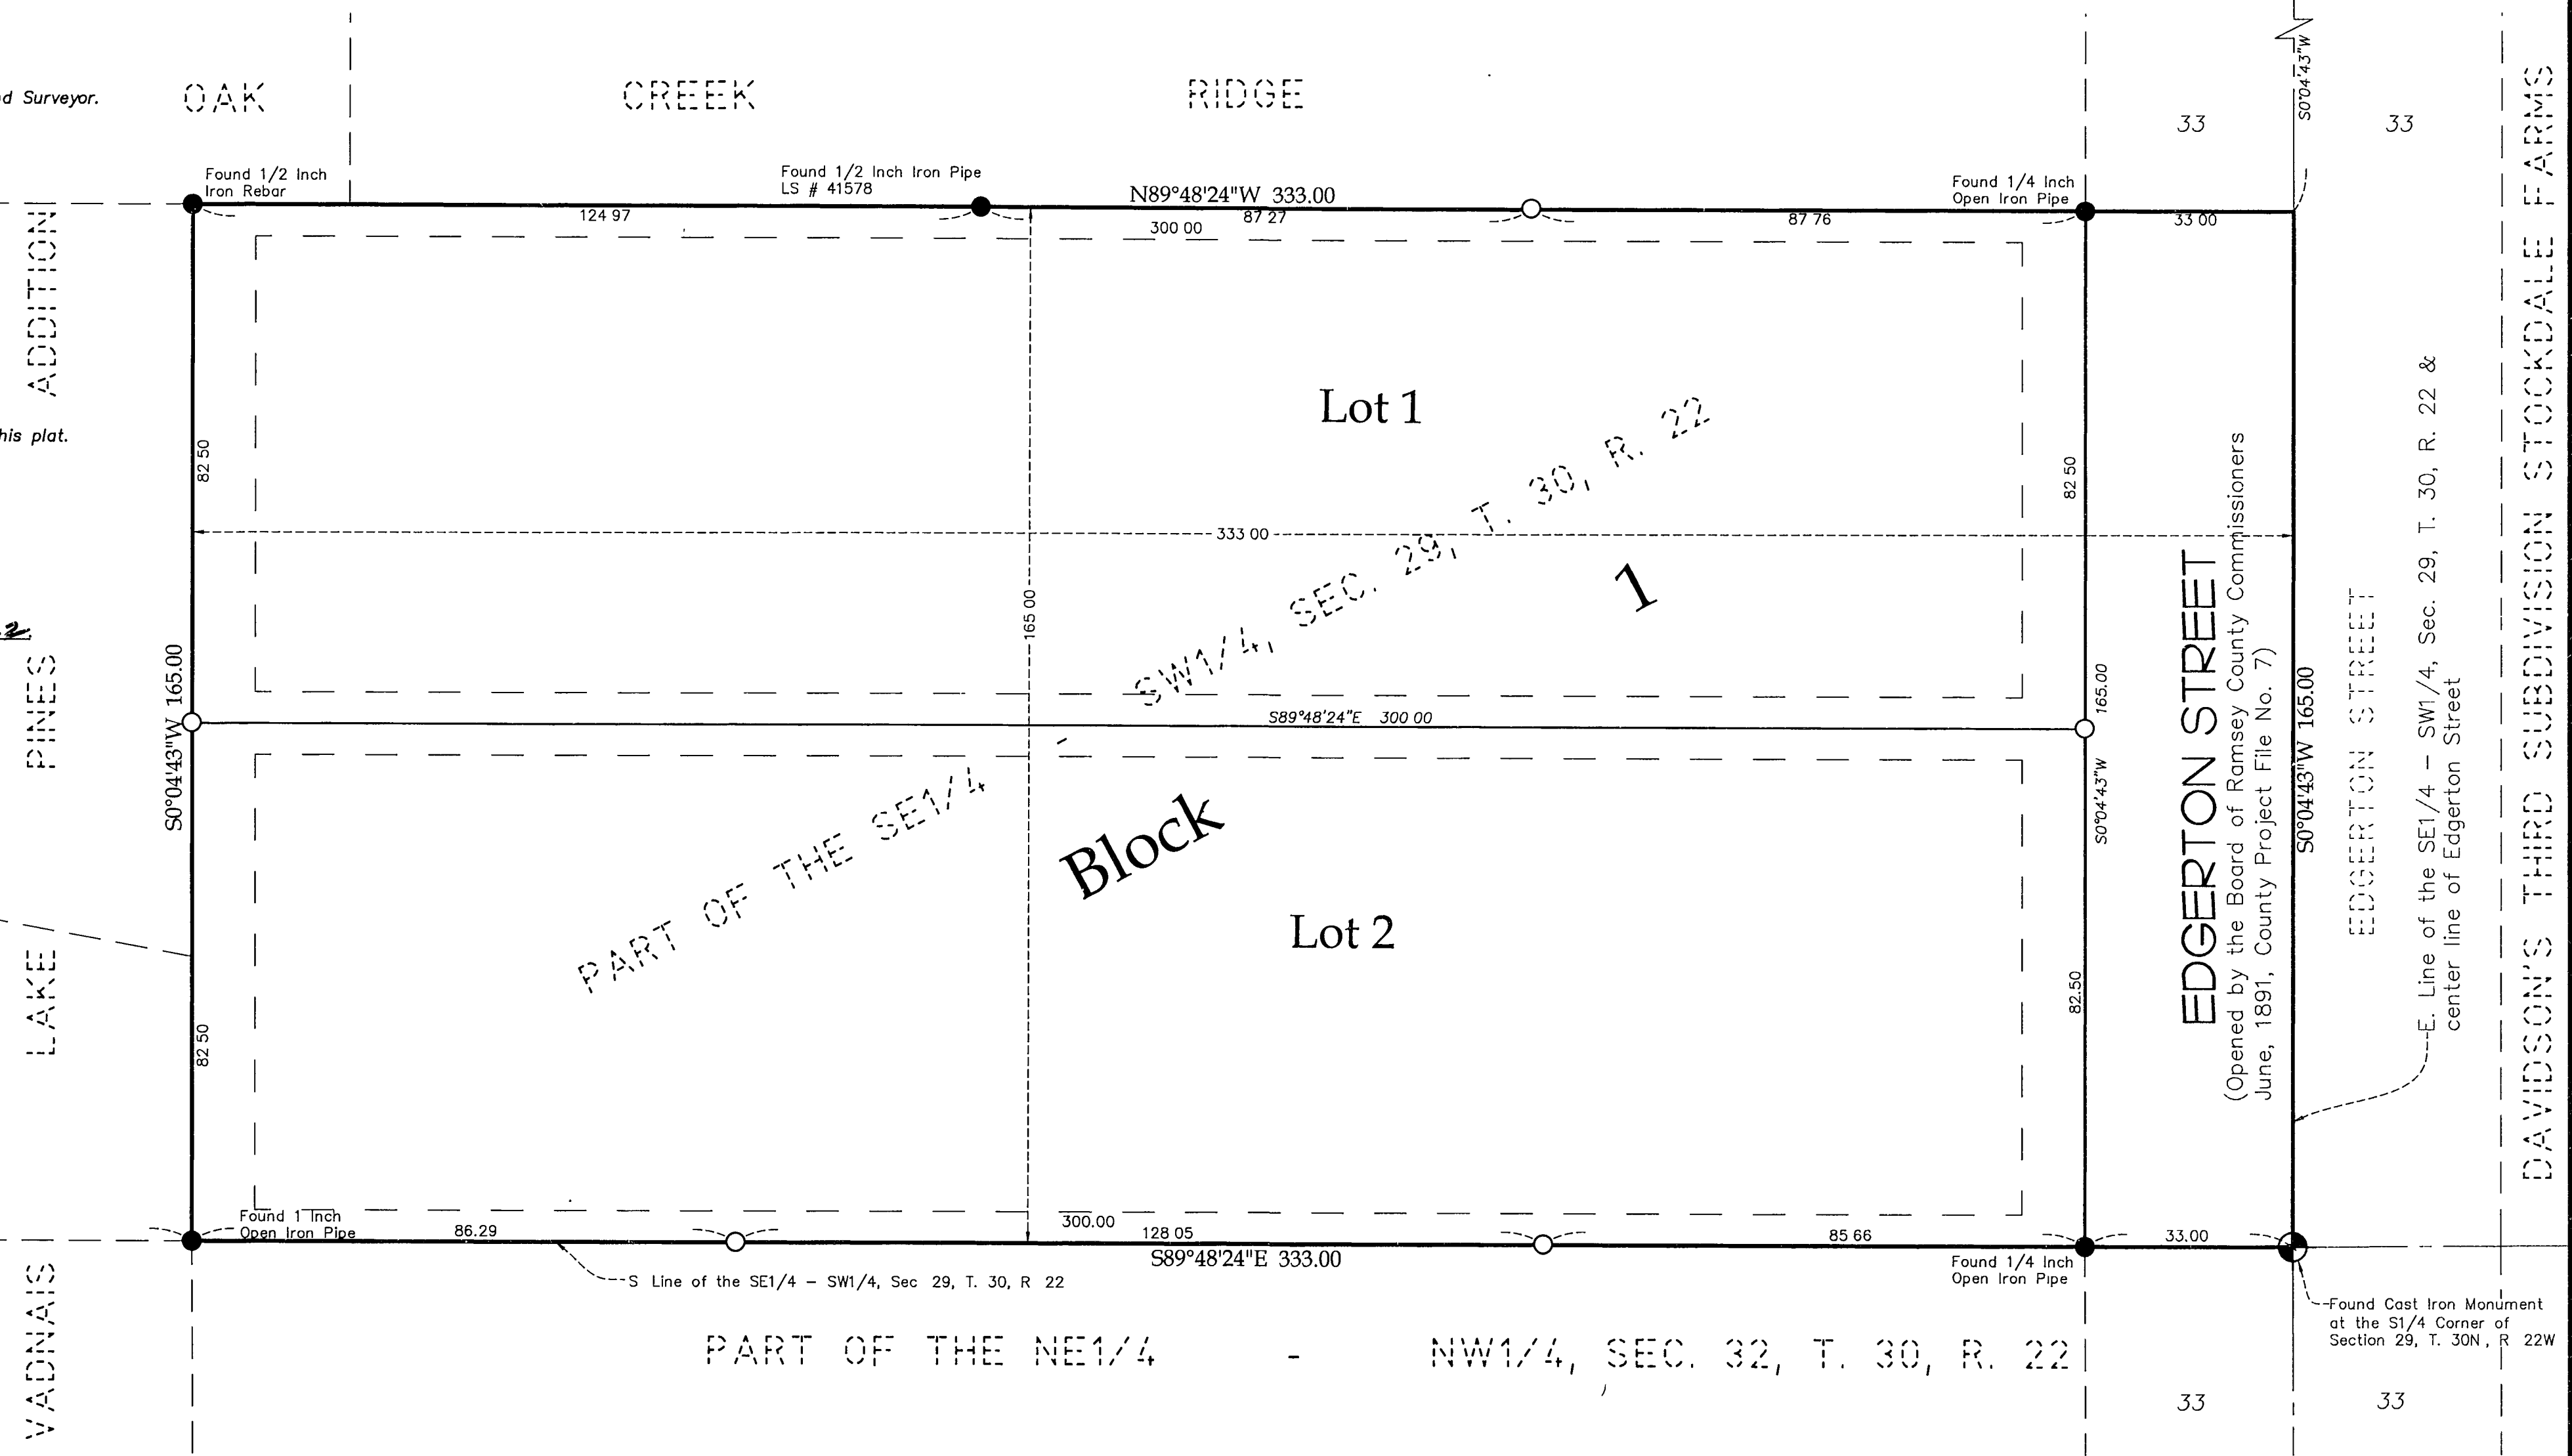 d Surveyor.
OAK CREEK RIDGE
33 33
S0°04'43"W
Found 1/2 Inch
Iron Rebar
Found 1/2 Inch Iron Pipe
LS # 41578
N89°48'24"W 333.00
Found 1/4 Inch
Open Iron Pipe
124 97
87 27
87 76
33 00
300 00
ADDITION
his plat.
82 50
Lot 1
82 50
333 00
SW1/4, SEC. 29, T. 30, R. 22
1
165 00
PINES
S0°04'43"W 165.00
S89°48'24"E 300 00
165.00
S0°04'43"W
EDGERTON STREET
(Opened by the Board of Ramsey County Commissioners
June, 1891, County Project File No. 7)
S0°04'43"W 165.00
EDGERTON STREET
E. Line of the SE1/4 – SW1/4, Sec. 29, T. 30, R. 22 &
center line of Edgerton Street
DAVIDSON'S THIRD SUBDIVISION STOCKDALE FARMS
PART OF THE SE1/4
Block
Lot 2
LAKE
82 50
82.50
Found 1 Inch
Open Iron Pipe
86.29
300.00
128 05
85 66
33.00
S89°48'24"E 333.00
S Line of the SE1/4 – SW1/4, Sec 29, T. 30, R 22
Found 1/4 Inch
Open Iron Pipe
Found Cast Iron Monument
at the S1/4 Corner of
Section 29, T. 30N, R 22W
VADNAIS
PART OF THE NE1/4 - NW1/4, SEC. 32, T. 30, R. 22
33 33